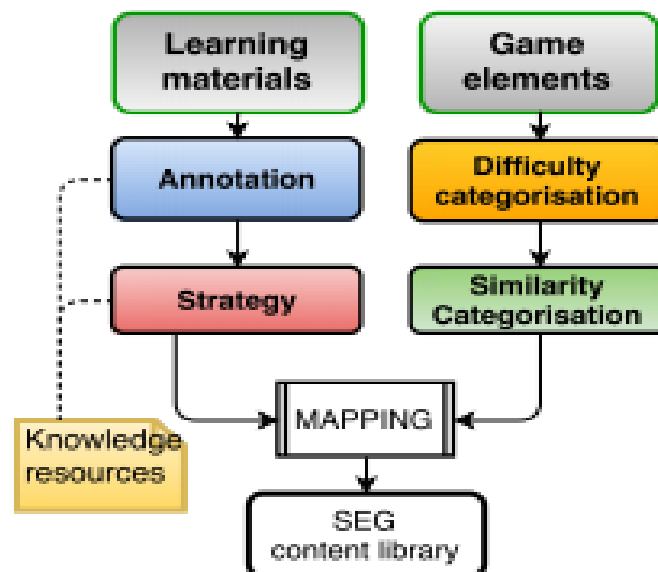 Learning
materials
Game
elements
Annotation
Difficulty
categorisation
Strategy
Similarity
Categorisation
MAPPING
Knowledge
resources
SEG
content library